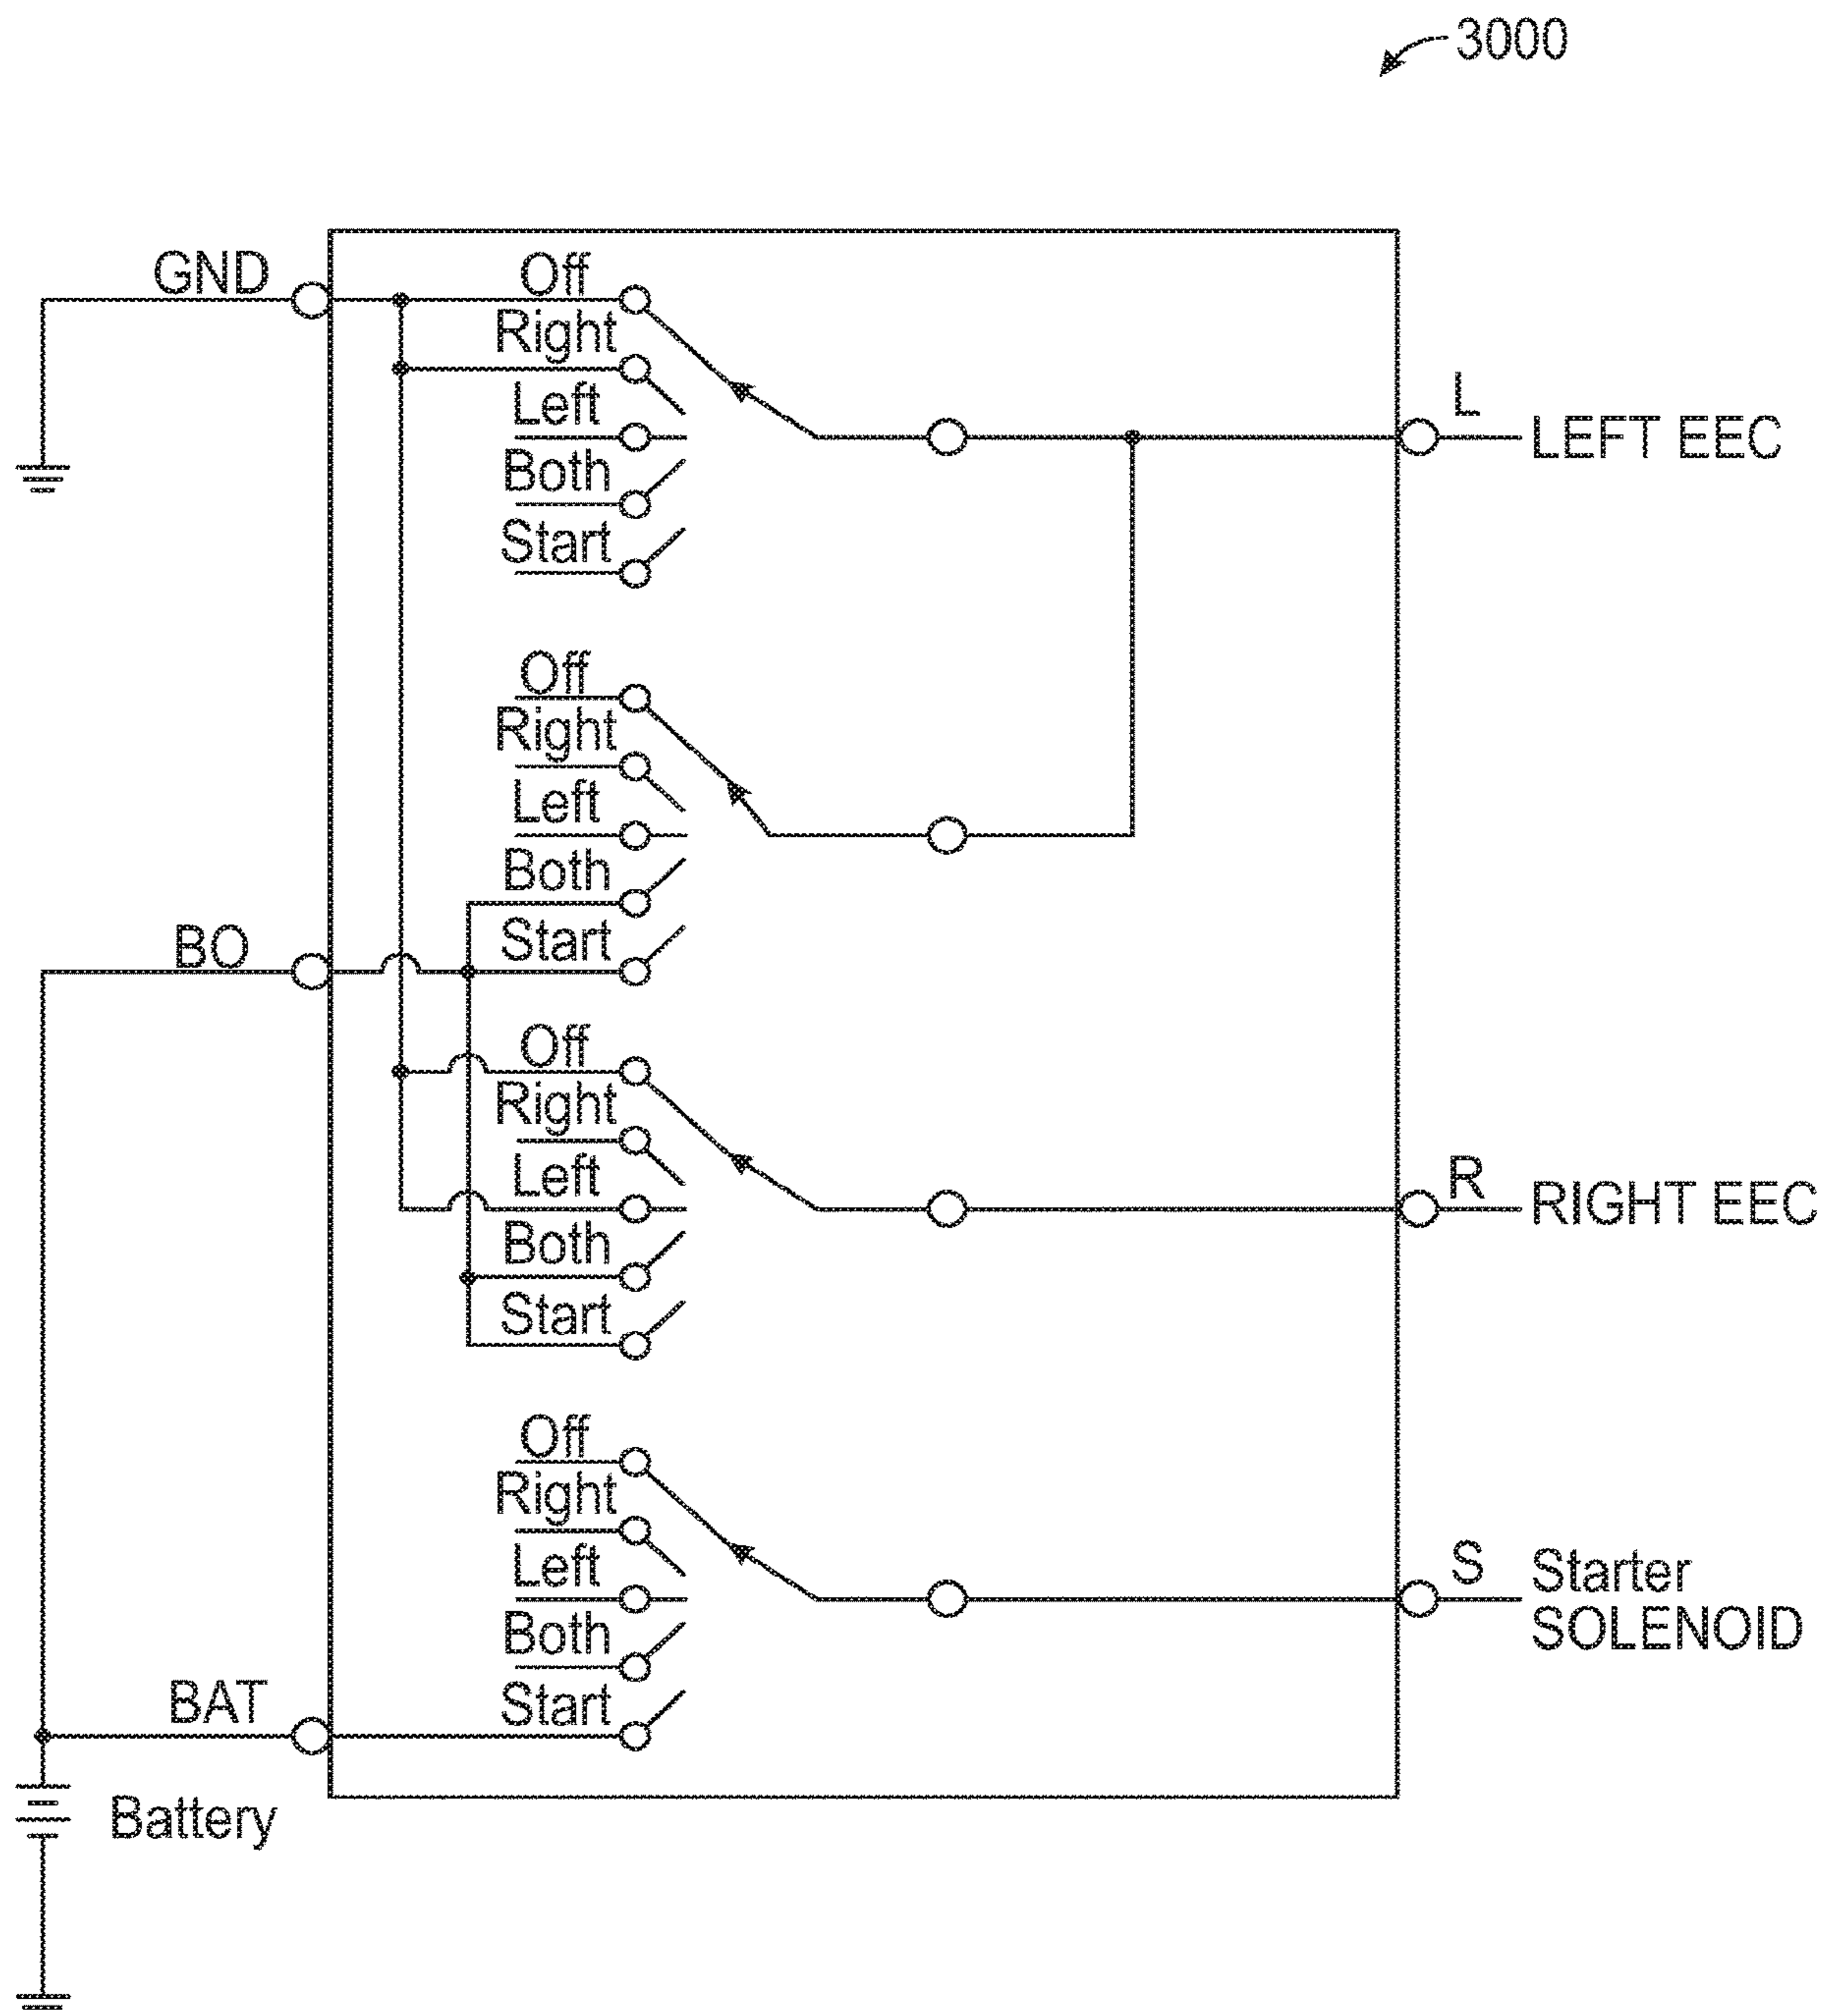 3000
GND
Off
Right
Left
Both
Start
L
LEFT EEC
Off
Right
Left
Both
Start
BO
Off
Right
Left
Both
Start
R
RIGHT EEC
Off
Right
Left
Both
Start
S
Starter
SOLENOID
BAT
Battery